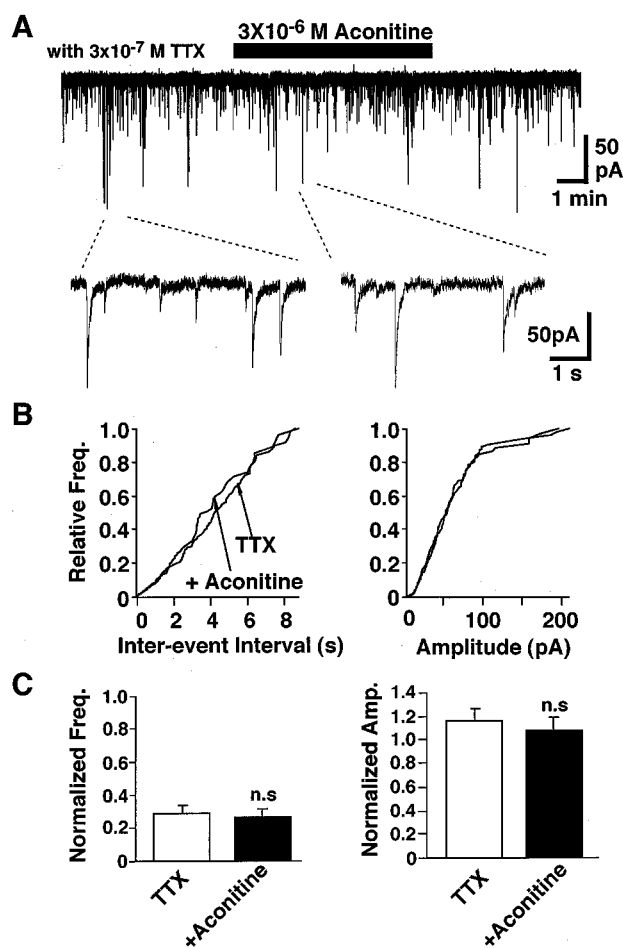 A
3X10-6 M Aconitine
with 3x10-7 M TTX
50
pA
1 min
50pA
1 s
B
Relative Freq.
1.0
0.8
0.6
0.4
0.2
0
TTX
+ Aconitine
0 2 4 6 8
Inter-event Interval (s)
1.0
0.8
0.6
0.4
0.2
0
0 100 200
Amplitude (pA)
C
Normalized Freq.
1.0
0.8
0.6
0.4
0.2
0
n.s
TTX
+Aconitine
Normalized Amp.
1.4
1.2
1.0
0.8
0.6
0.4
0.2
0
n.s
TTX
+Aconitine